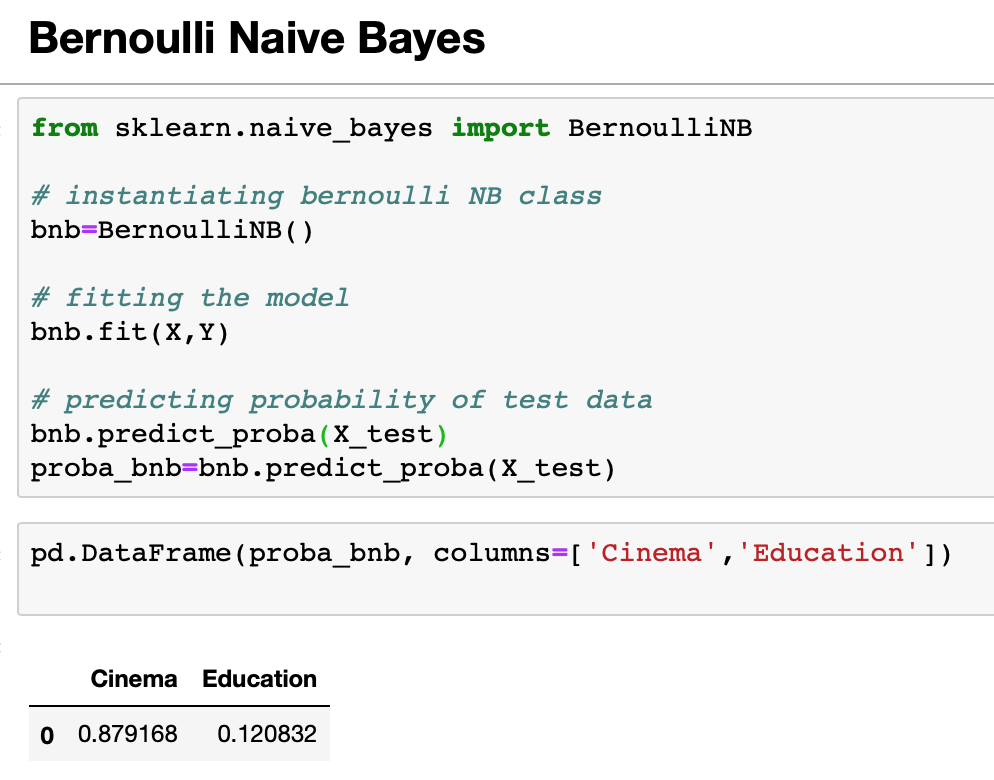 Bernoulli Naive Bayes
from sklearn.naive_bayes import BernoulliNB
# instantiating bernoulli NB class
bnb=BernoulliNB()
# fitting the model
bnb.fit(X,Y)
# predicting probability of test data
bnb.predict_proba(X_test)
proba_bnb=bnb.predict_proba(X_test)
pd.DataFrame(proba_bnb, columns=['Cinema','Education'])
Cinema Education
0 0.879168 0.120832